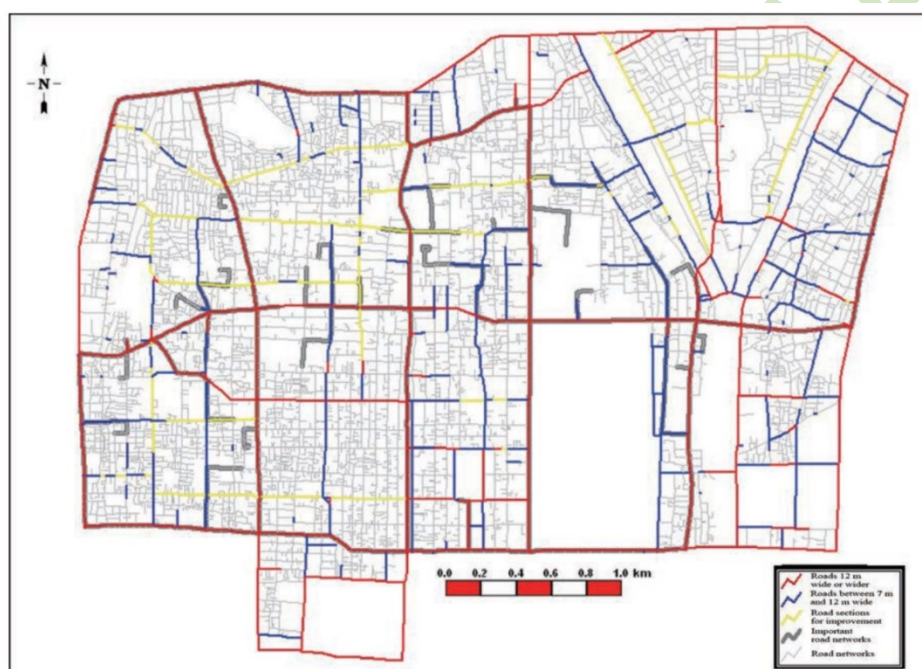 N
0.0 0.2 0.4 0.6 0.8 1.0 km
Roads 12 m
wide or wider
Roads between 7 m
and 12 m wide
Road sections
for improvement
Important
road networks
Road networks